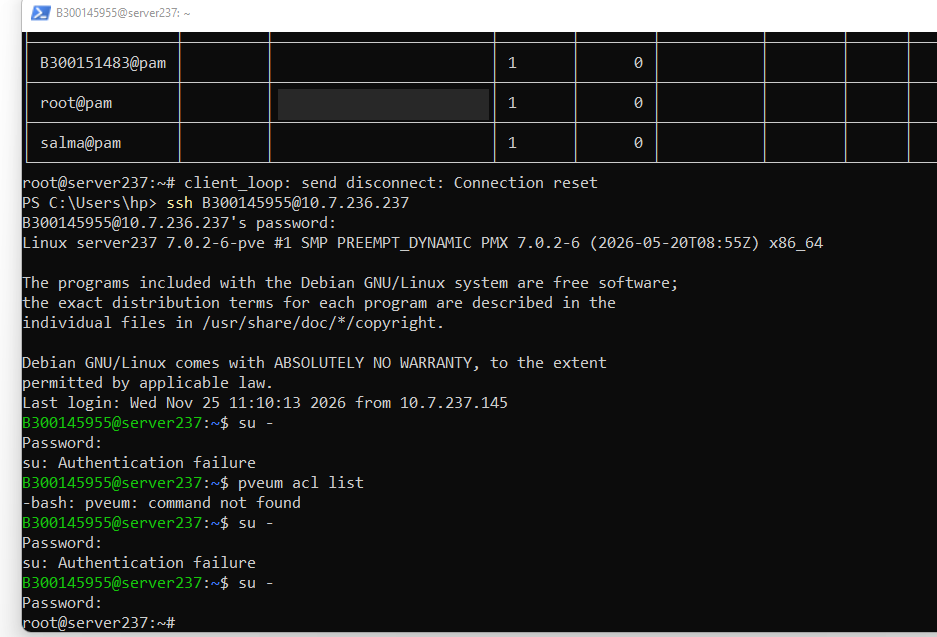 B300145955@server237: ~
B300151483@pam 1 0
root@pam 1 0
salma@pam 1 0
root@server237:~# client_loop: send disconnect: Connection reset
PS C:\Users\hp> ssh B300145955@10.7.236.237
B300145955@10.7.236.237's password:
Linux server237 7.0.2-6-pve #1 SMP PREEMPT_DYNAMIC PMX 7.0.2-6 (2026-05-20T08:55Z) x86_64
The programs included with the Debian GNU/Linux system are free software;
the exact distribution terms for each program are described in the
individual files in /usr/share/doc/*/copyright.
Debian GNU/Linux comes with ABSOLUTELY NO WARRANTY, to the extent
permitted by applicable law.
Last login: Wed Nov 25 11:10:13 2026 from 10.7.237.145
B300145955@server237:~$ su -
Password:
su: Authentication failure
B300145955@server237:~$ pveum acl list
-bash: pveum: command not found
B300145955@server237:~$ su -
Password:
su: Authentication failure
B300145955@server237:~$ su -
Password:
root@server237:~#